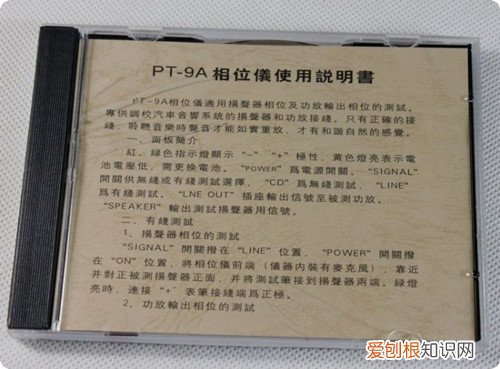 PT-9A相位儀使用説明書
PT-9A相位儀適用揚聲器相位及功放輸出相位的測試。
專供調校汽車音響系統的揚聲器和功放接綫。只有正確的接
綫，聆聽音樂時聲音才能如實重放，才有和諧自然的感覺。
一、面板簡介
紅、緑色指示燈顯示“-”“+”極性，黄色燈亮表示電
池電壓低，需更换電池。“POWER”爲電源開關。“SIGNAL”
開關供無綫或有綫測試選擇，“CD”爲無綫測試，“LINE”
爲有綫測試。“LNE OUT”插座輸出信號至被測功放。
“SPEAKER”輸出測試揚聲器用信號。
二、有綫測試
1、揚聲器相位的測試
“SIGNAL”開關撥在“LINE”位置，“POWER”開關撥
在“ON”位置，將相位儀前端（儀器内裝有麥克風），靠近
并對正被測揚聲器正面，并將測試筆接到揚聲器兩端。緑燈
亮時，連接“+”表筆接綫端爲正極。
2、功放輸出相位的測試
爱刨根知识网